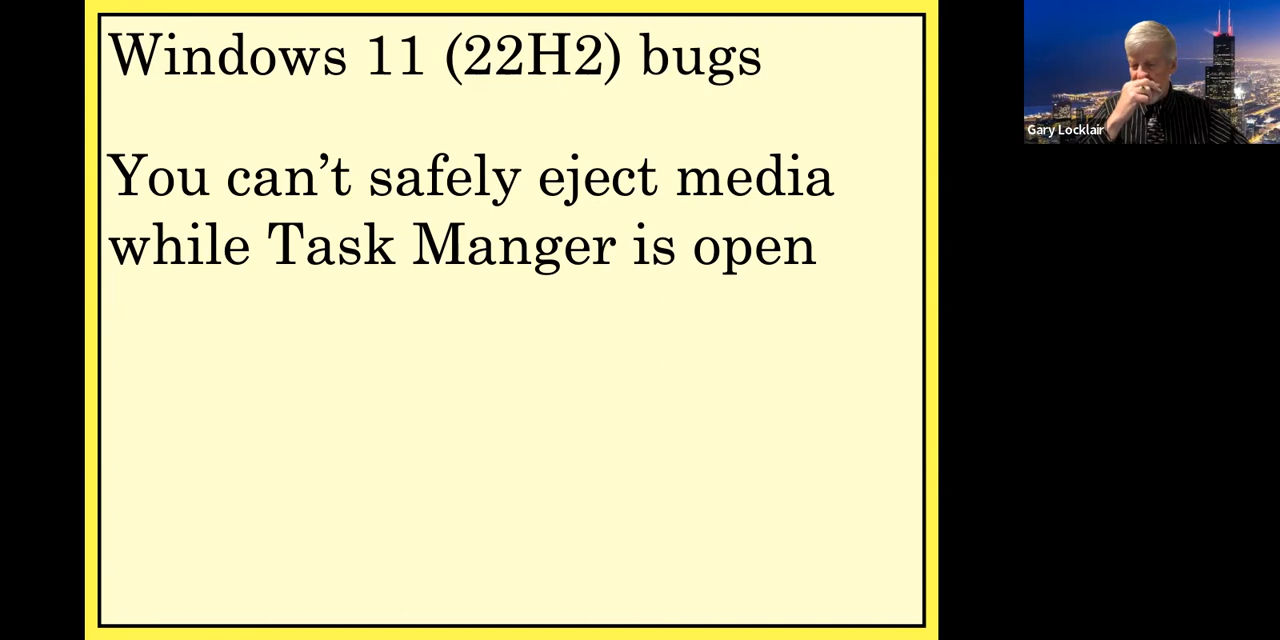 Windows 11 (22H2) bugs
You can’t safely eject media
while Task Manger is open
Gary Locklair